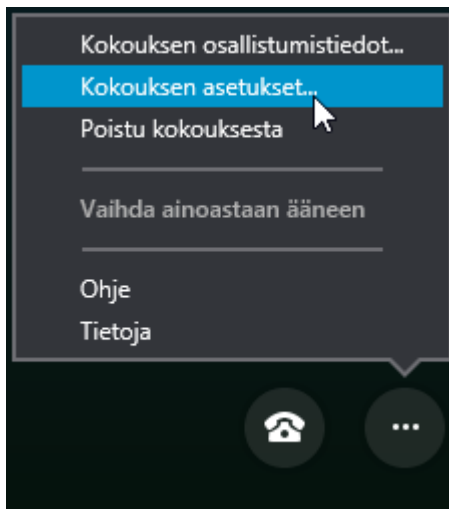 Kokouksen osallistumistiedot...
Kokouksen asetukset...
Poistu kokouksesta
Vaihda ainoastaan ääneen
Ohje
Tietoja